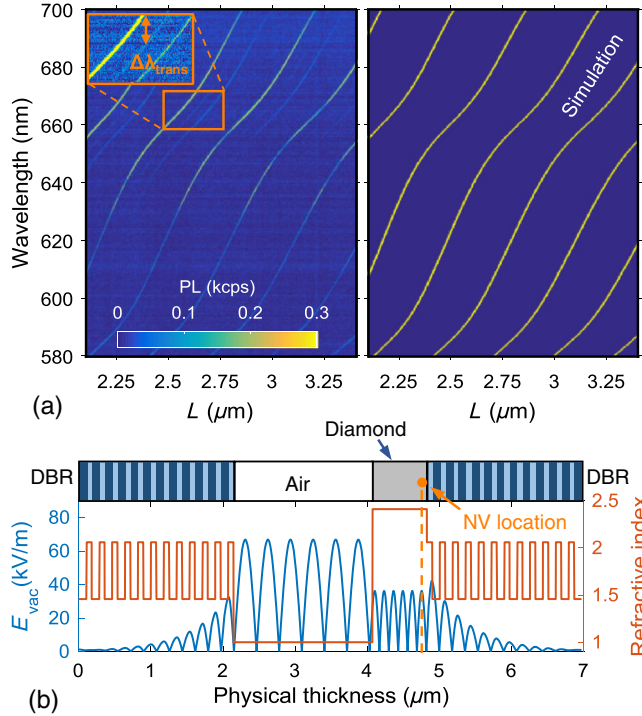 700
680
660
640
620
600
580
Wavelength (nm)
Δλtrans
PL (kcps)
0 0.1 0.2 0.3
2.25 2.5 2.75 3 3.25
L (μm)
Simulation
2.25 2.5 2.75 3 3.25
L (μm)
(a)
Diamond
DBR
Air
DBR
NV location
80
60
40
20
0
Evac(kV/m)
2.5
2
1.5
1
Refractive index
0 1 2 3 4 5 6 7
Physical thickness (μm)
(b)